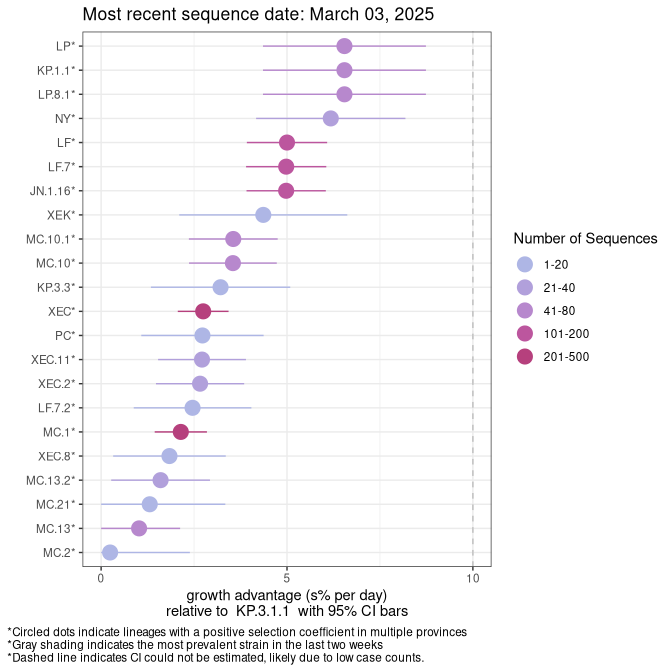 Most recent sequence date: March 03, 2025
LP*
KP.1.1*
LP.8.1*
NY*
LF*
LF.7*
JN.1.16*
XEK*
MC.10.1*
MC.10*
KP.3.3*
XEC*
PC*
XEC.11*
XEC.2*
LF.7.2*
MC.1*
XEC.8*
MC.13.2*
MC.21*
MC.13*
MC.2*
0 5 10
growth advantage (s% per day)
relative to KP.3.1.1 with 95% CI bars
Number of Sequences
1-20
21-40
41-80
101-200
201-500
*Circled dots indicate lineages with a positive selection coefficient in multiple provinces
*Gray shading indicates the most prevalent strain in the last two weeks
*Dashed line indicates CI could not be estimated, likely due to low case counts.